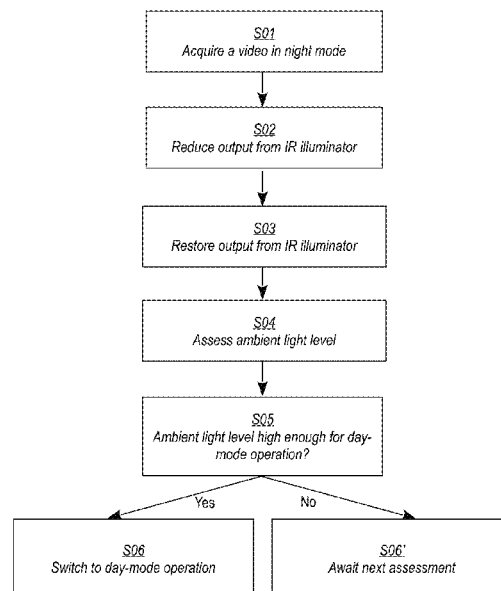 S01
Acquire a video in night mode
S02
Reduce output from IR illuminator
S03
Restore output from IR illuminator
S04
Assess ambient light level
S05
Ambient light level high enough for day-
mode operation?
Yes
No
S06
Switch to day-mode operation
S06'
Await next assessment